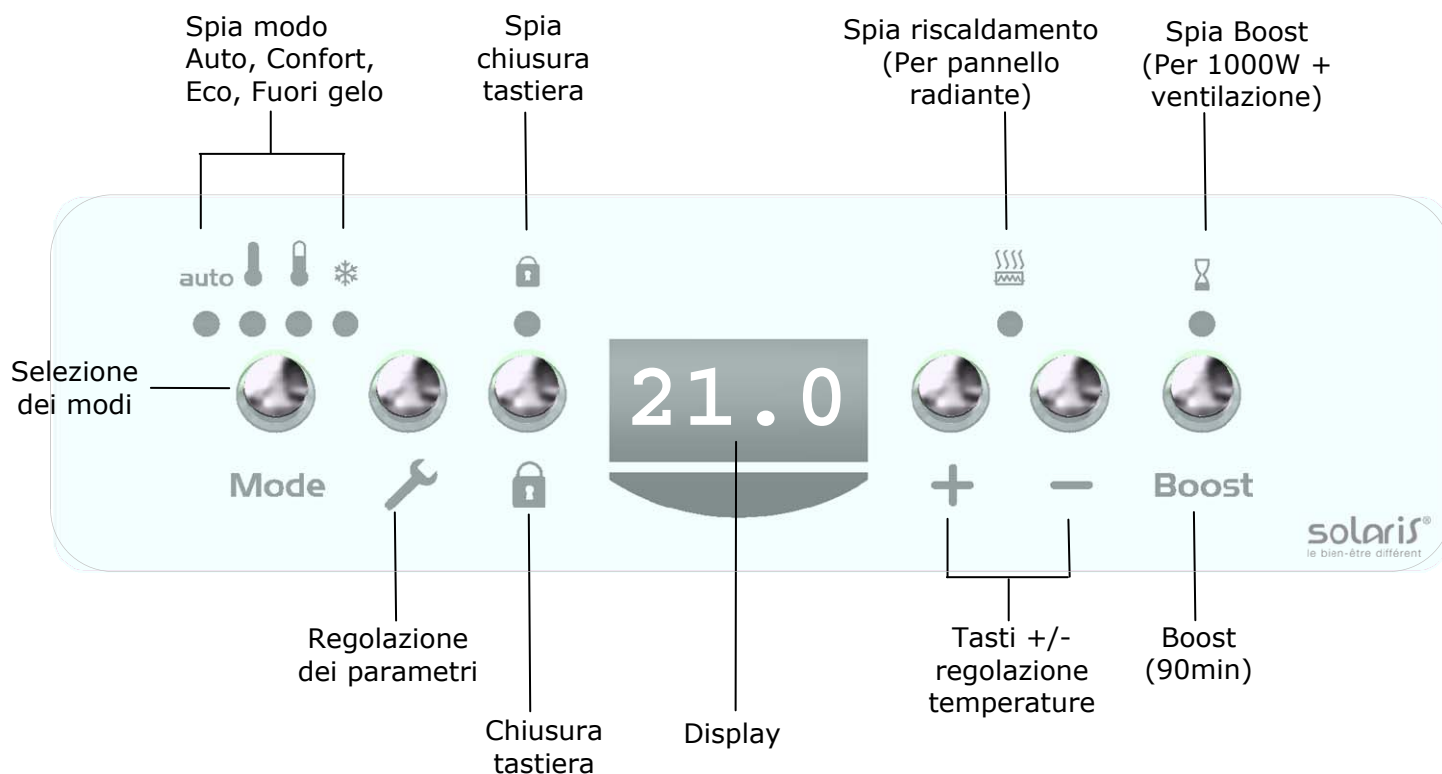 Spia modo
Auto, Confort,
Eco, Fuori gelo
Spia
chiusura
tastiera
Spia riscaldamento
(Per pannello
radiante)
Spia Boost
(Per 1000W +
ventilazione)
auto
Selezione
dei modi
21.0
Mode
Boost
solaris®
le bien-être différent
Regolazione
dei parametri
Chiusura
tastiera
Display
Tasti +/-
regolazione
temperature
Boost
(90min)